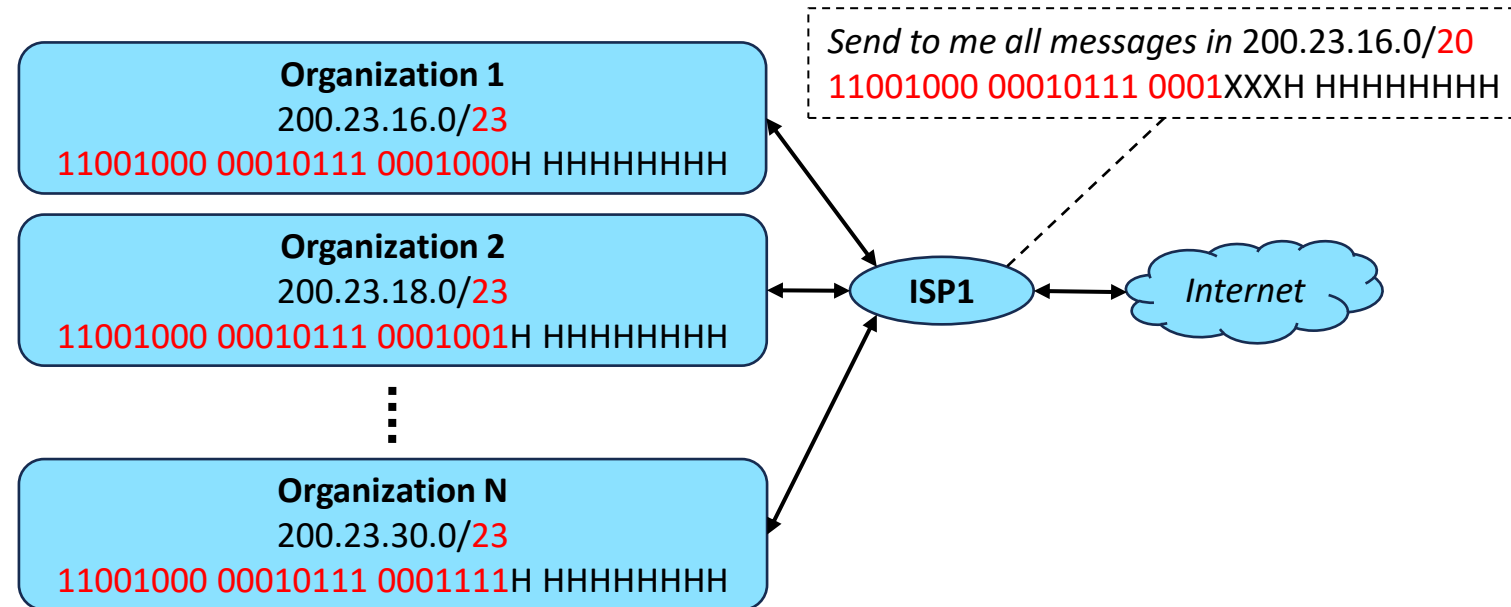 Send to me all messages in 200.23.16.0/20
11001000 00010111 0001XXXH HHHHHHHH
Organization 1
200.23.16.0/23
11001000 00010111 0001000H HHHHHHHH
Organization 2
200.23.18.0/23
11001000 00010111 0001001H HHHHHHHH
ISP1
Internet
Organization N
200.23.30.0/23
11001000 00010111 0001111H HHHHHHHH